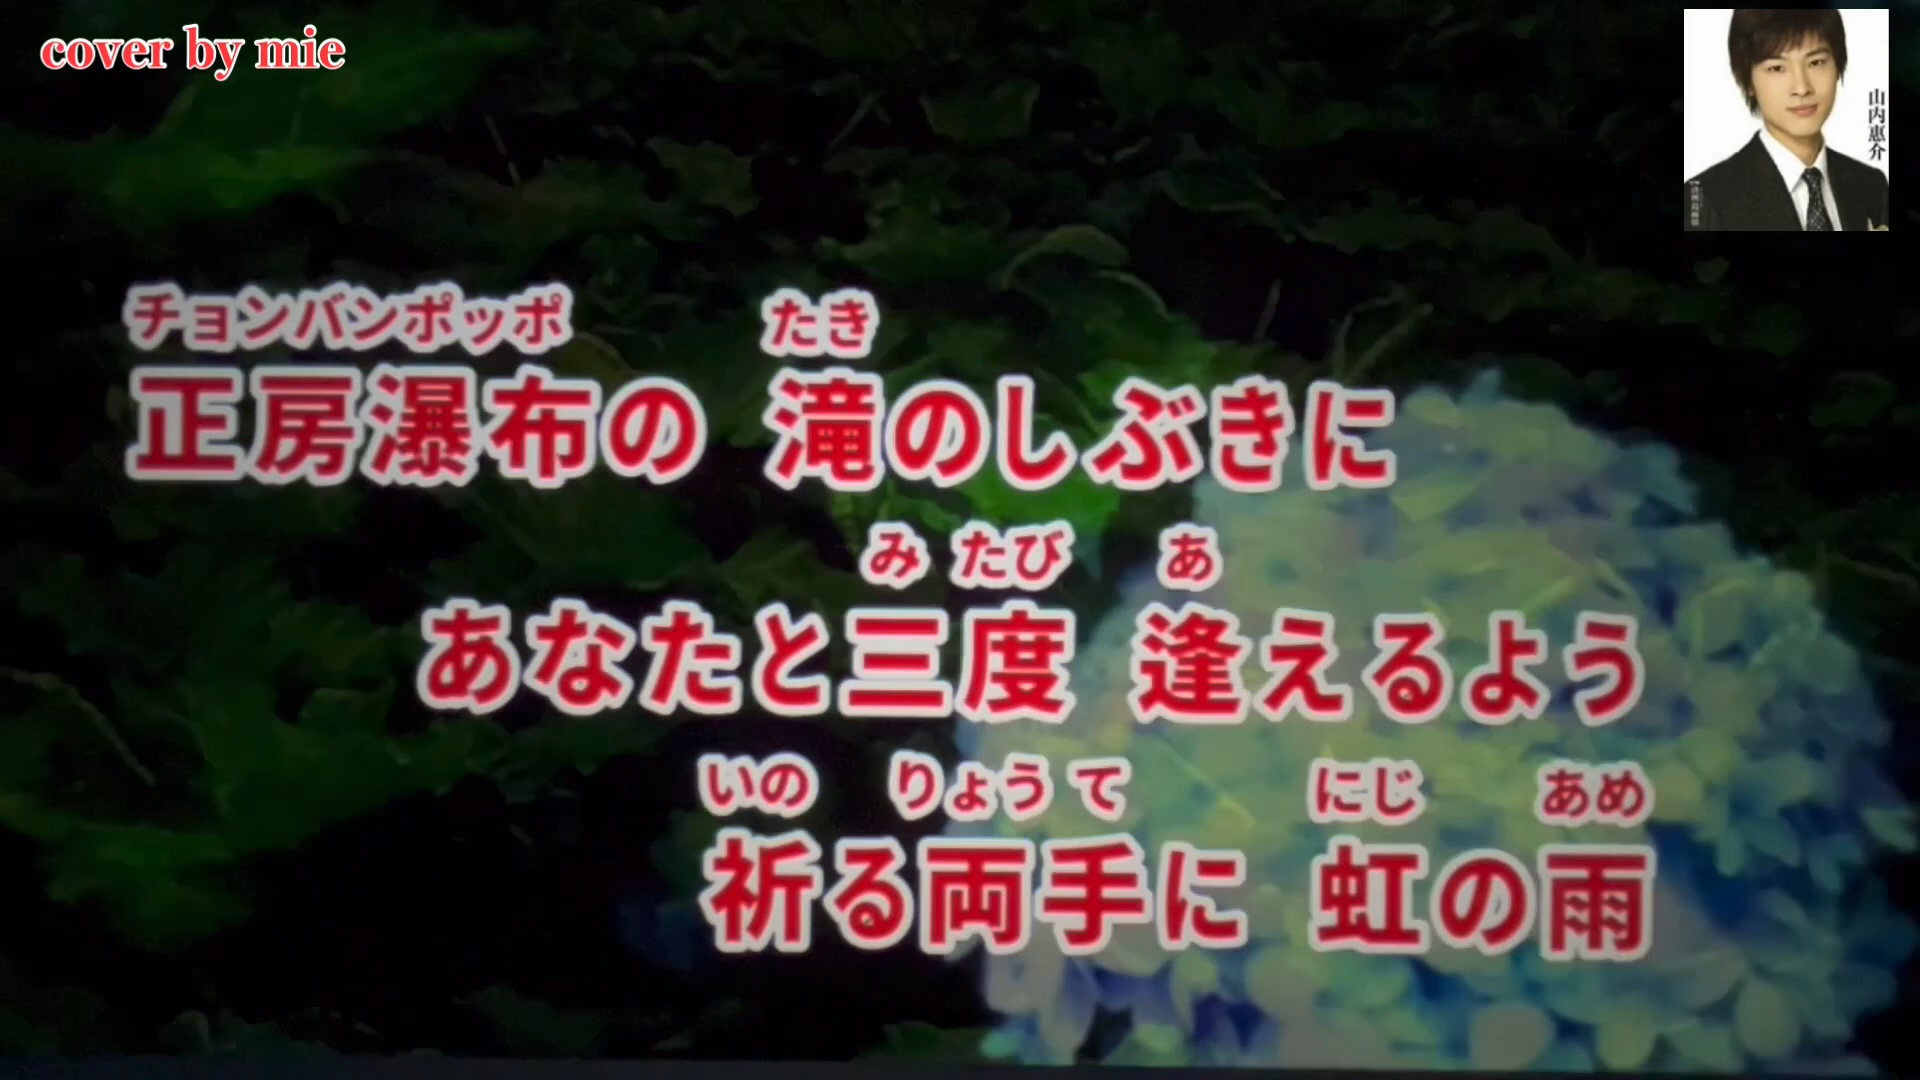 cover by mie
山内惠介
チョンバンポッポ たき
正房瀑布の 滝のしぶきに
み たび あ
あなたと三度 逢えるよう
いの りょう て にじ あめ
祈る両手に 虹の雨